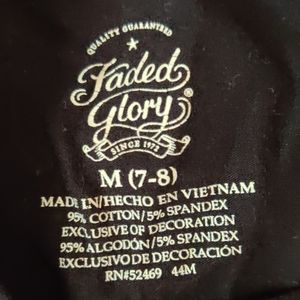 QUALITY GUARANTEED
Faded
Glory®
SINCE 1972
M (7-8)
MADE IN/HECHO EN VIETNAM
95% COTTON/5% SPANDEX
EXCLUSIVE OF DECORATION
95% ALGODÓN/5% SPANDEX
EXCLUSIVO DE DECORACIÓN
RN#52469 44M